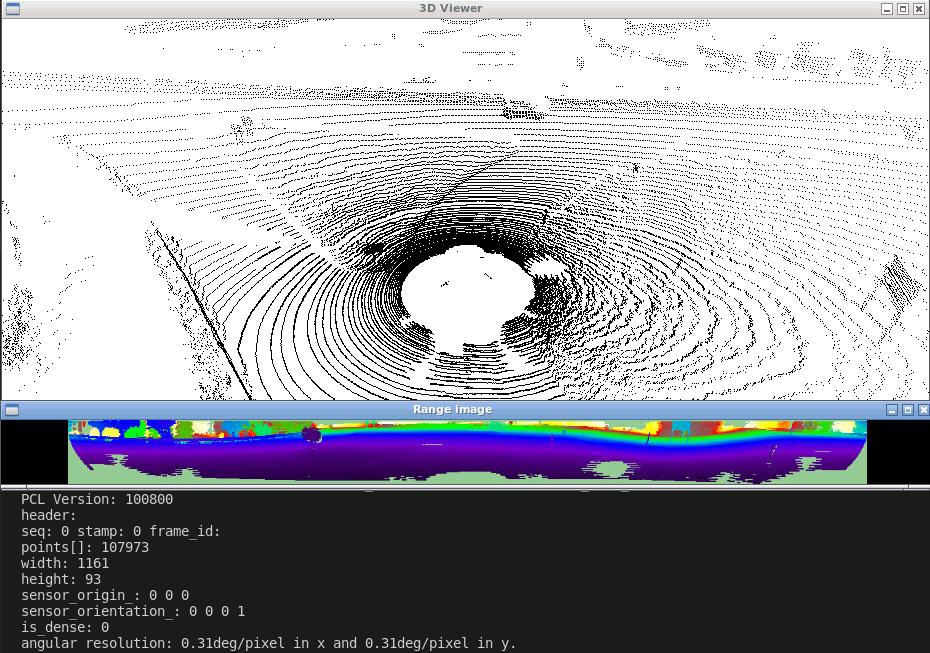 3D Viewer
Range image
PCL Version: 100800
header:
seq: 0 stamp: 0 frame_id:
points[]: 107973
width: 1161
height: 93
sensor_origin_: 0 0 0
sensor_orientation_: 0 0 0 1
is_dense: 0
angular resolution: 0.31deg/pixel in x and 0.31deg/pixel in y.